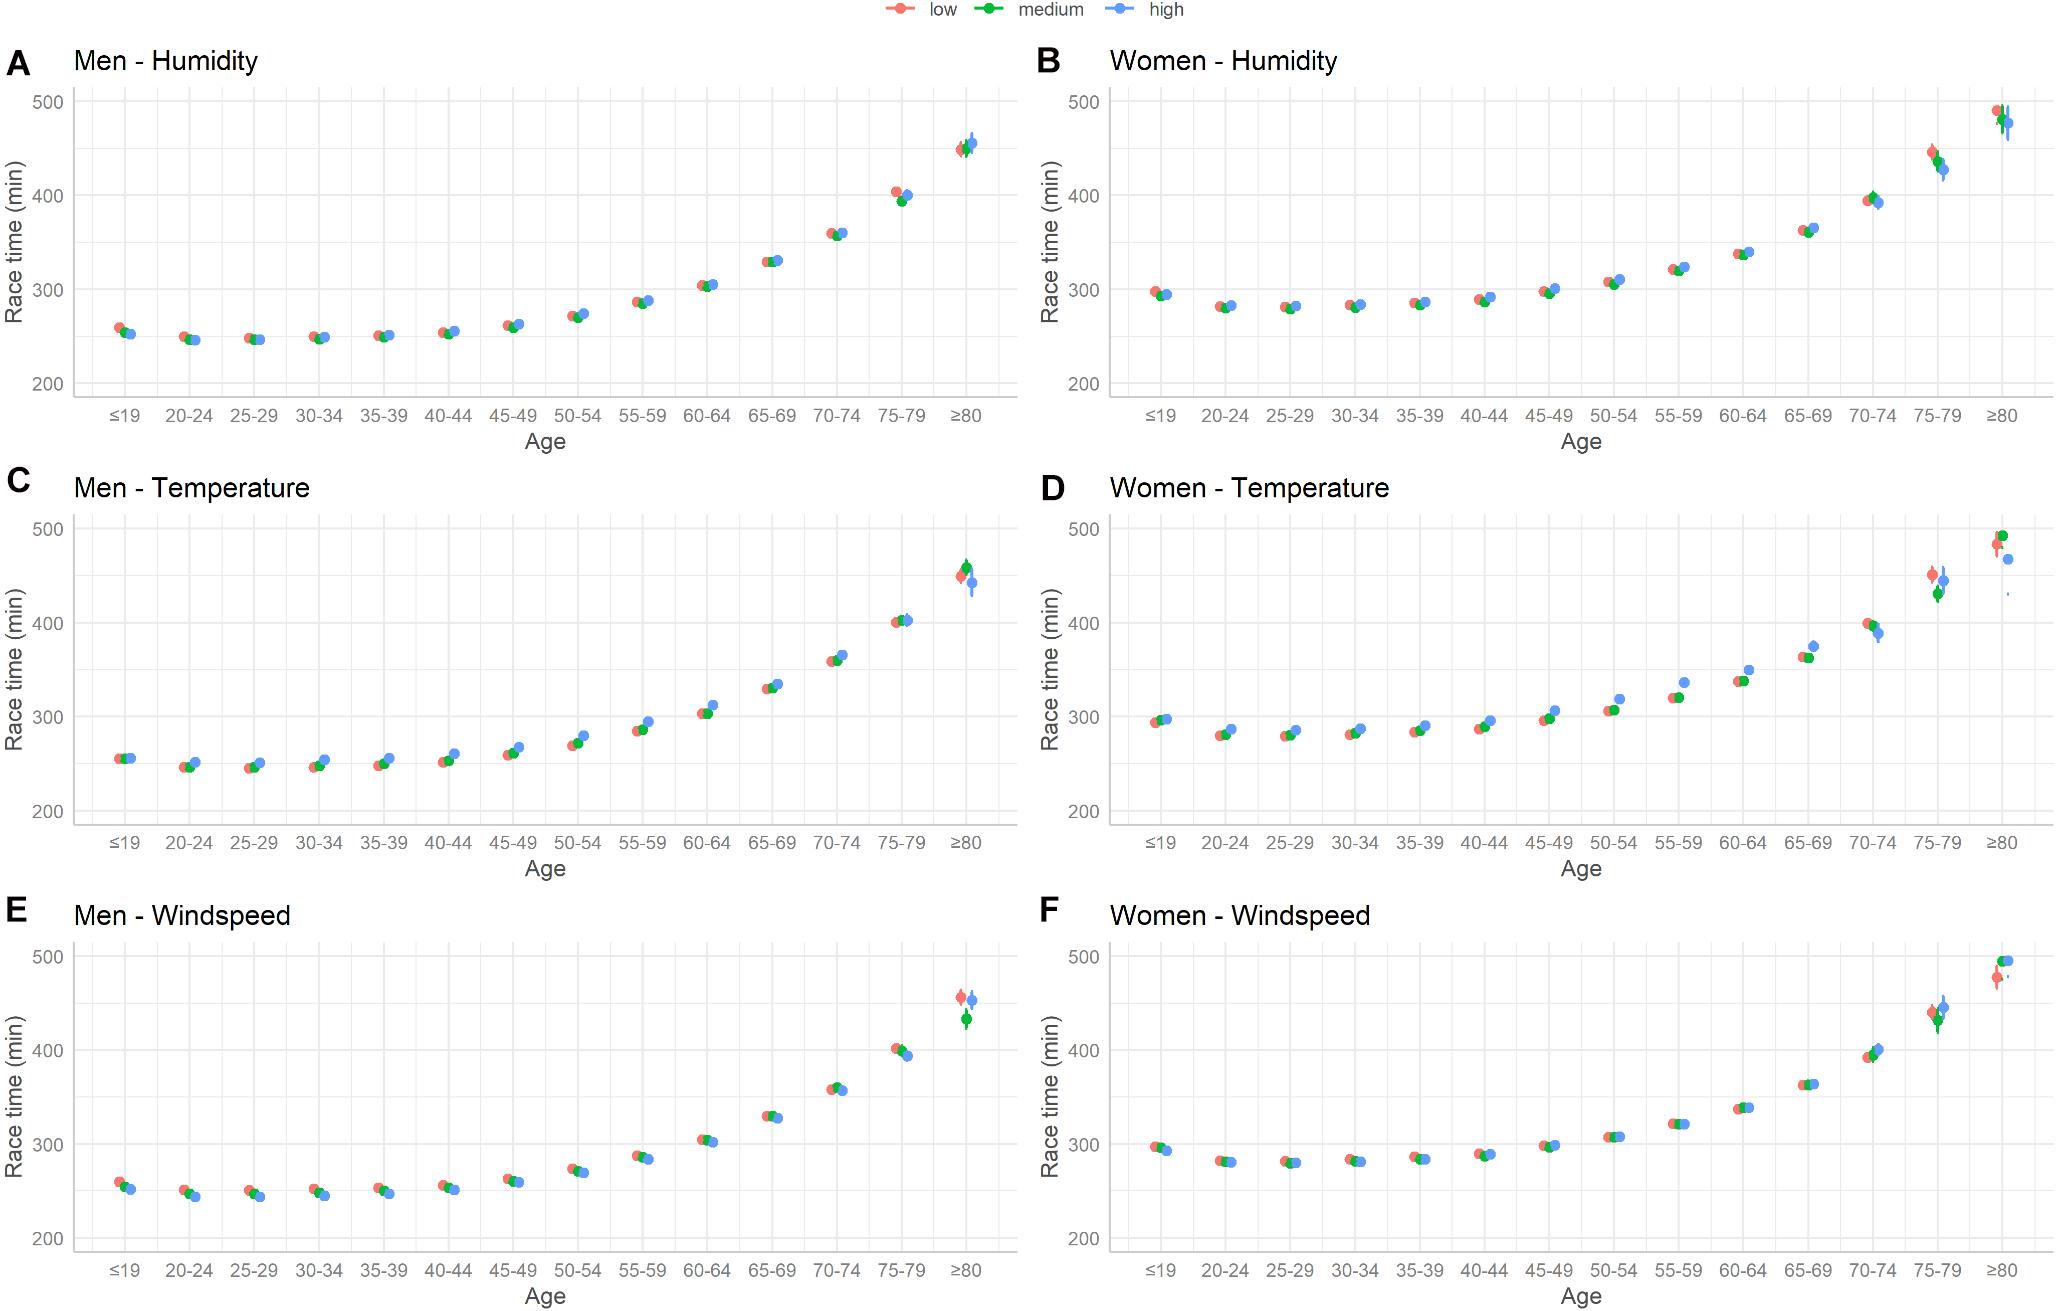 low medium high
A Men - Humidity
Race time (min)
500
400
300
200
≤19 20-24 25-29 30-34 35-39 40-44 45-49 50-54 55-59 60-64 65-69 70-74 75-79 ≥80
Age
B Women - Humidity
Race time (min)
500
400
300
200
≤19 20-24 25-29 30-34 35-39 40-44 45-49 50-54 55-59 60-64 65-69 70-74 75-79 ≥80
Age
C Men - Temperature
Race time (min)
500
400
300
200
≤19 20-24 25-29 30-34 35-39 40-44 45-49 50-54 55-59 60-64 65-69 70-74 75-79 ≥80
Age
D Women - Temperature
Race time (min)
500
400
300
200
≤19 20-24 25-29 30-34 35-39 40-44 45-49 50-54 55-59 60-64 65-69 70-74 75-79 ≥80
Age
E Men - Windspeed
Race time (min)
500
400
300
200
≤19 20-24 25-29 30-34 35-39 40-44 45-49 50-54 55-59 60-64 65-69 70-74 75-79 ≥80
Age
F Women - Windspeed
Race time (min)
500
400
300
200
≤19 20-24 25-29 30-34 35-39 40-44 45-49 50-54 55-59 60-64 65-69 70-74 75-79 ≥80
Age